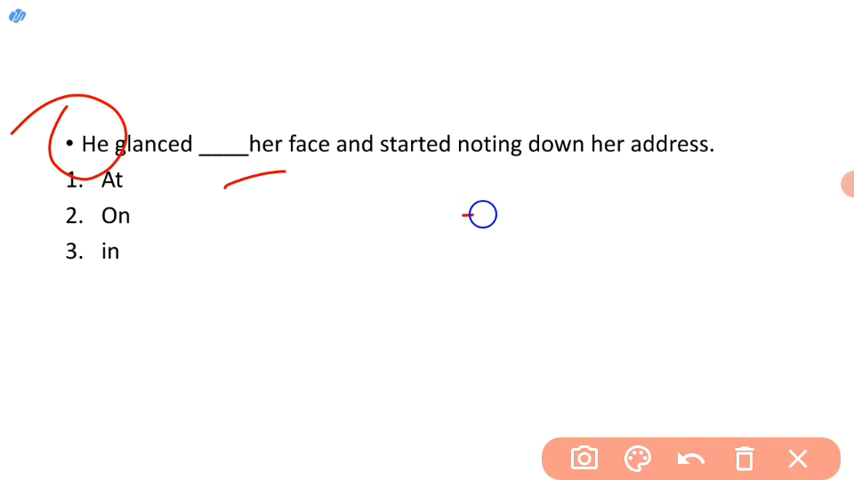 • He glanced ____her face and started noting down her address.
1. At
2. On
3. in